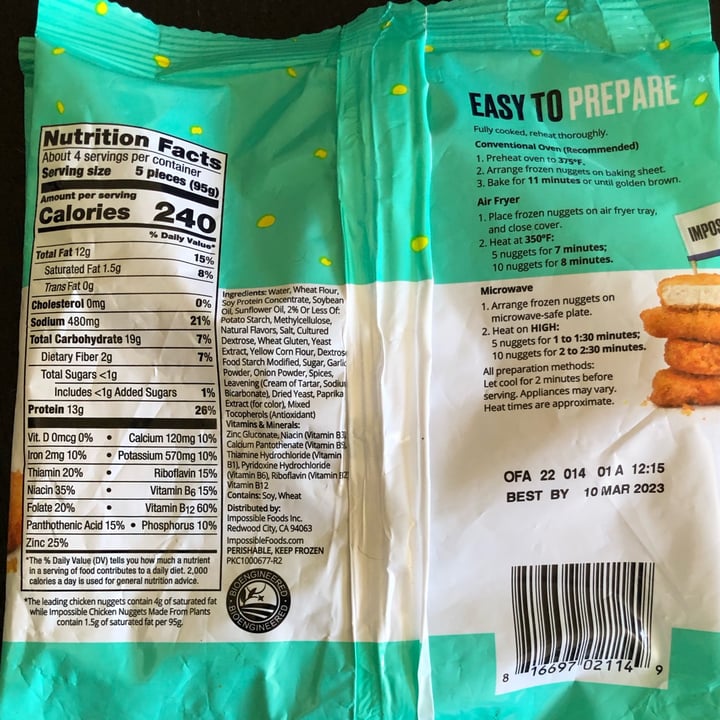 Nutrition Facts
About 4 servings per container
Serving size 5 pieces (95g)
Amount per serving
Calories 240
% Daily Value*
Total Fat 12g 15%
Saturated Fat 1.5g 8%
Trans Fat 0g
Cholesterol 0mg 0%
Sodium 480mg 21%
Total Carbohydrate 19g 7%
Dietary Fiber 2g 7%
Total Sugars <1g
Includes <1g Added Sugars 1%
Protein 13g 26%
Vit. D 0mcg 0% • Calcium 120mg 10%
Iron 2mg 10% • Potassium 570mg 10%
Thiamin 20% Riboflavin 15%
Niacin 35% • Vitamin B6 15%
Folate 20% • Vitamin B12 60%
Panthothenic Acid 15% • Phosphorus 10%
Zinc 25%
*The % Daily Value (DV) tells you how much a nutrient
in a serving of food contributes to a daily diet. 2,000
calories a day is used for general nutrition advice.
*The leading chicken nuggets contain 4g of saturated fat
while Impossible Chicken Nuggets Made From Plants
contain 1.5g of saturated fat per 95g.
Ingredients: Water, Wheat Flour,
Soy Protein Concentrate, Soybean
Oil, Sunflower Oil, 2% Or Less Of:
Potato Starch, Methylcellulose,
Natural Flavors, Salt, Cultured
Dextrose, Wheat Gluten, Yeast
Extract, Yellow Corn Flour, Dextrose
Food Starch Modified, Sugar, Garlic
Powder, Onion Powder, Spices,
Leavening (Cream of Tartar, Sodium
Bicarbonate), Dried Yeast, Paprika
Extract (for color), Mixed
Tocopherols (Antioxidant)
Vitamins & Minerals:
Zinc Gluconate, Niacin (Vitamin B3
Calcium Pantothenate (Vitamin B5
Thiamine Hydrochloride (Vitamin
B1), Pyridoxine Hydrochloride
(Vitamin B6), Riboflavin (Vitamin B2
Vitamin B12
Contains: Soy, Wheat
Distributed by:
Impossible Foods Inc.
Redwood City, CA 94063
ImpossibleFoods.com
PERISHABLE, KEEP FROZEN
PKC1000677-R2
BIOENGINEERED
BIOENGINEERED
EASY TO PREPARE
Fully cooked, reheat thoroughly.
Conventional Oven (Recommended)
1. Preheat oven to 375°F.
2. Arrange frozen nuggets on baking sheet.
3. Bake for 11 minutes or until golden brown.
Air Fryer
1. Place frozen nuggets on air fryer tray,
and close cover.
2. Heat at 350°F:
5 nuggets for 7 minutes;
10 nuggets for 8 minutes.
Microwave
1. Arrange frozen nuggets on
microwave-safe plate.
2. Heat on HIGH:
5 nuggets for 1 to 1:30 minutes;
10 nuggets for 2 to 2:30 minutes.
All preparation methods:
Let cool for 2 minutes before
serving. Appliances may vary.
Heat times are approximate.
IMPOS
OFA 22 014 01 A 12:15
BEST BY 10 MAR 2023
8 16697 02114 9